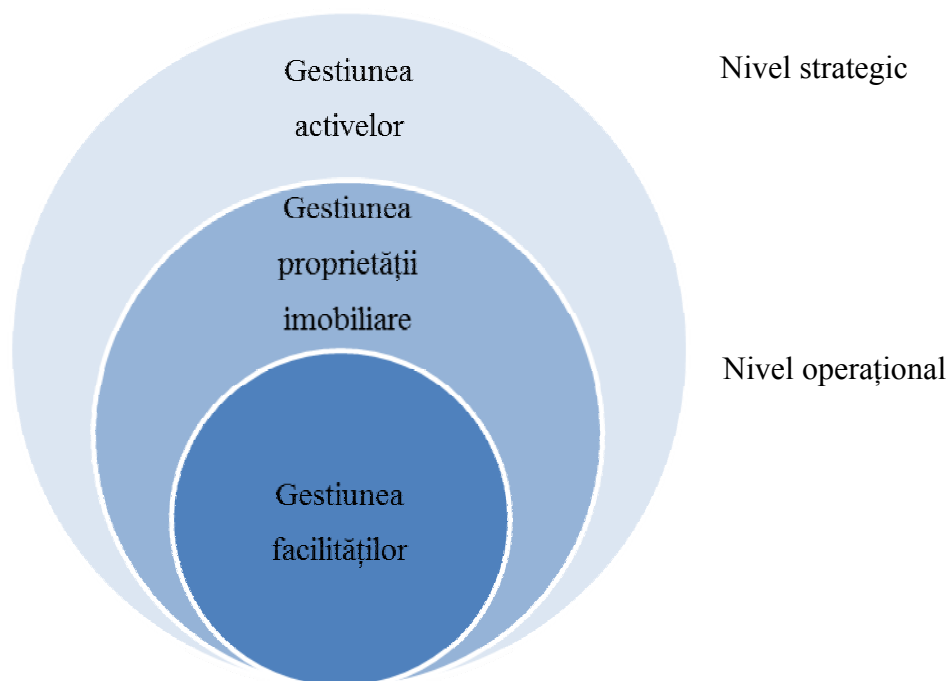 Gestiunea
activelor
Nivel strategic
Gestiunea
proprietății
imobiliare
Nivel operațional
Gestiunea
facilităților